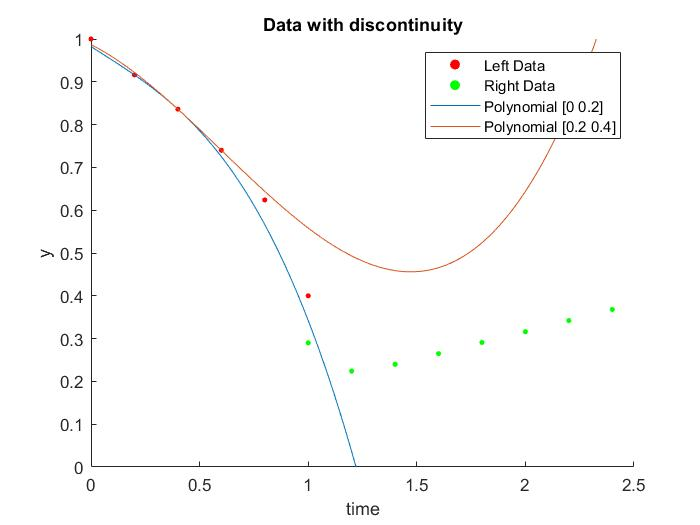 Data with discontinuity
1
0.9
0.8
0.7
0.6
0.5
0.4
0.3
0.2
0.1
0
y
Left Data
Right Data
Polynomial [0 0.2]
Polynomial [0.2 0.4]
0 0.5 1 1.5 2 2.5
time